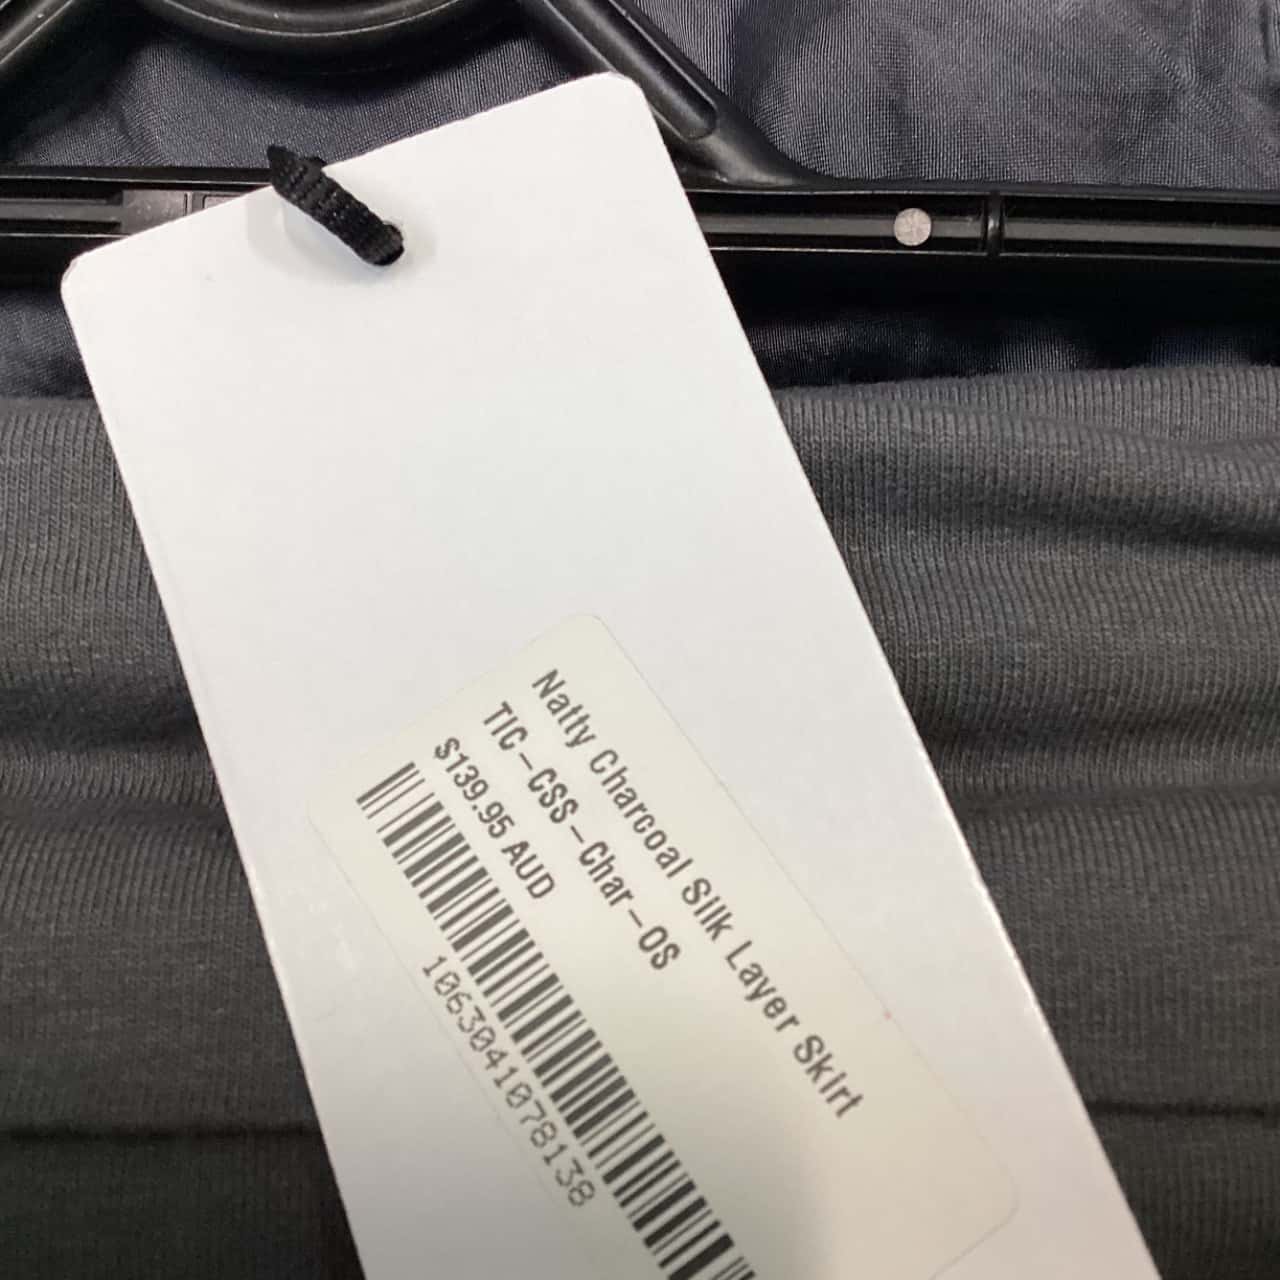 Natty Charcoal Silk Layer Skirt
TIC-CSS-Char-OS
$139.95 AUD
1063041078138